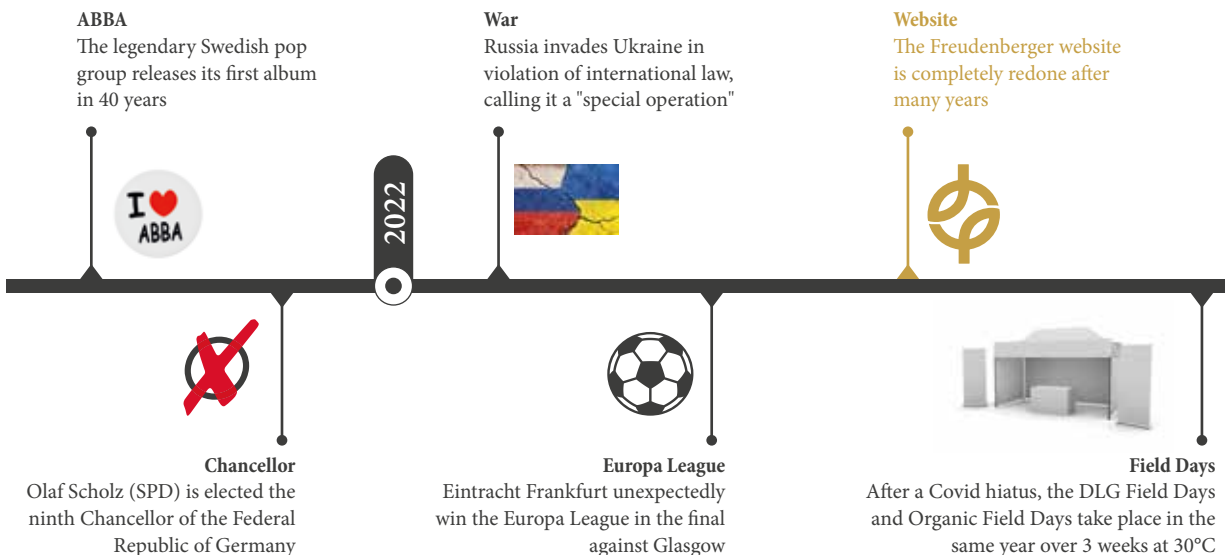 ABBA
The legendary Swedish pop
group releases its first album
in 40 years
War
Russia invades Ukraine in
violation of international law,
calling it a "special operation"
Website
The Freudenberger website
is completely redone after
many years
I
ABBA
2022
Chancellor
Olaf Scholz (SPD) is elected the
ninth Chancellor of the Federal
Republic of Germany
Europa League
Eintracht Frankfurt unexpectedly
win the Europa League in the final
against Glasgow
Field Days
After a Covid hiatus, the DLG Field Days
and Organic Field Days take place in the
same year over 3 weeks at 30°C